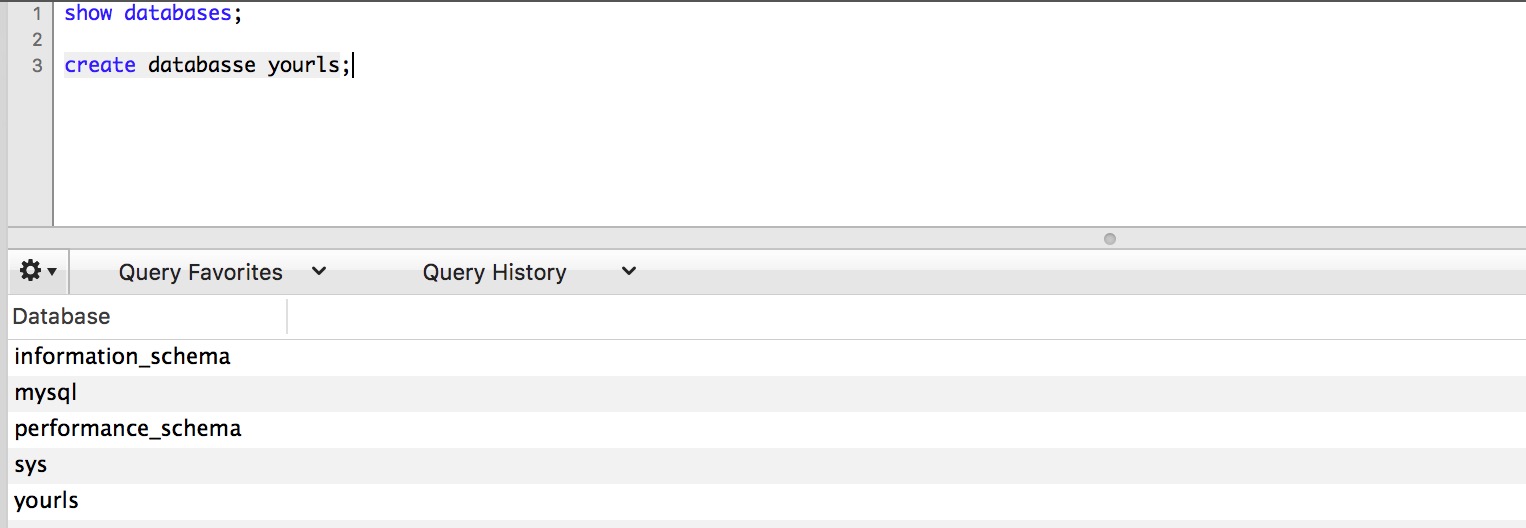 1 show databases;
2
3 create databasse yourls;
Query Favorites Query History
Database
information_schema
mysql
performance_schema
sys
yourls